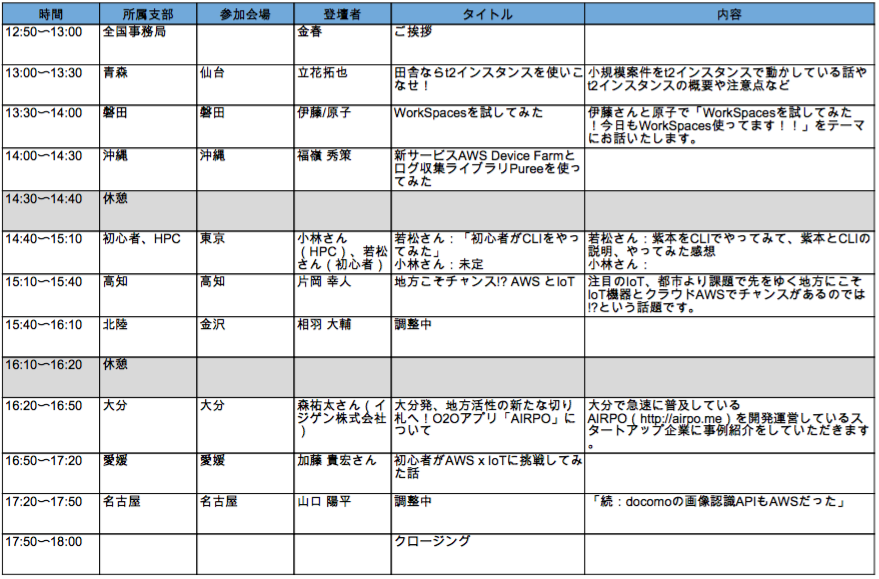 時間 所属支部 参加会場 登壇者 タイトル 内容
12:50〜13:00 全国事務局 金春 ご挨拶
13:00〜13:30 青森 仙台 立花拓也 田舎ならt2インスタンスを使いこ 小規模案件をt2インスタンスで動かしている話や
なせ！ t2インスタンスの概要や注意点など
13:30〜14:00 磐田 磐田 伊藤/原子 WorkSpacesを試してみた 伊藤さんと原子で「WorkSpacesを試してみた
！今日もWorkSpaces使ってます！！」をテーマ
にお話いたします。
14:00〜14:30 沖縄 沖縄 福嶺 秀策 新サービスAWS Device Farmと
ログ収集ライブラリPureeを使っ
てみた
14:30〜14:40 休憩
14:40〜15:10 初心者、HPC 東京 小林さん 若松さん：「初心者がCLIをやっ 若松さん：紫本をCLIでやってみて、紫本とCLIの
（HPC）、若松 てみた」 説明、やってみた感想
さん（初心者） 小林さん：未定 小林さん：
15:10〜15:40 高知 高知 片岡 幸人 地方こそチャンス!? AWS とIoT 注目のIoT、都市より課題で先をゆく地方にこそ
IoT機器とクラウドAWSでチャンスがあるのでは
!?という話題です。
15:40〜16:10 北陸 金沢 相羽 大輔 調整中
16:10〜16:20 休憩
16:20〜16:50 大分 大分 森祐太さん（イ 大分発、地方活性の新たな切り 大分で急速に普及している
ジゲン株式会社 札へ！O2Oアプリ「AIRPO」に AIRPO（http://airpo.me）を開発運営しているス
） ついて タートアップ企業に事例紹介をしていただきます
。
16:50〜17:20 愛媛 愛媛 加藤 貴宏さん 初心者がAWS x IoTに挑戦してみ
た話
17:20〜17:50 名古屋 名古屋 山口 陽平 調整中 「続：docomoの画像認識APIもAWSだった」
17:50〜18:00 クロージング